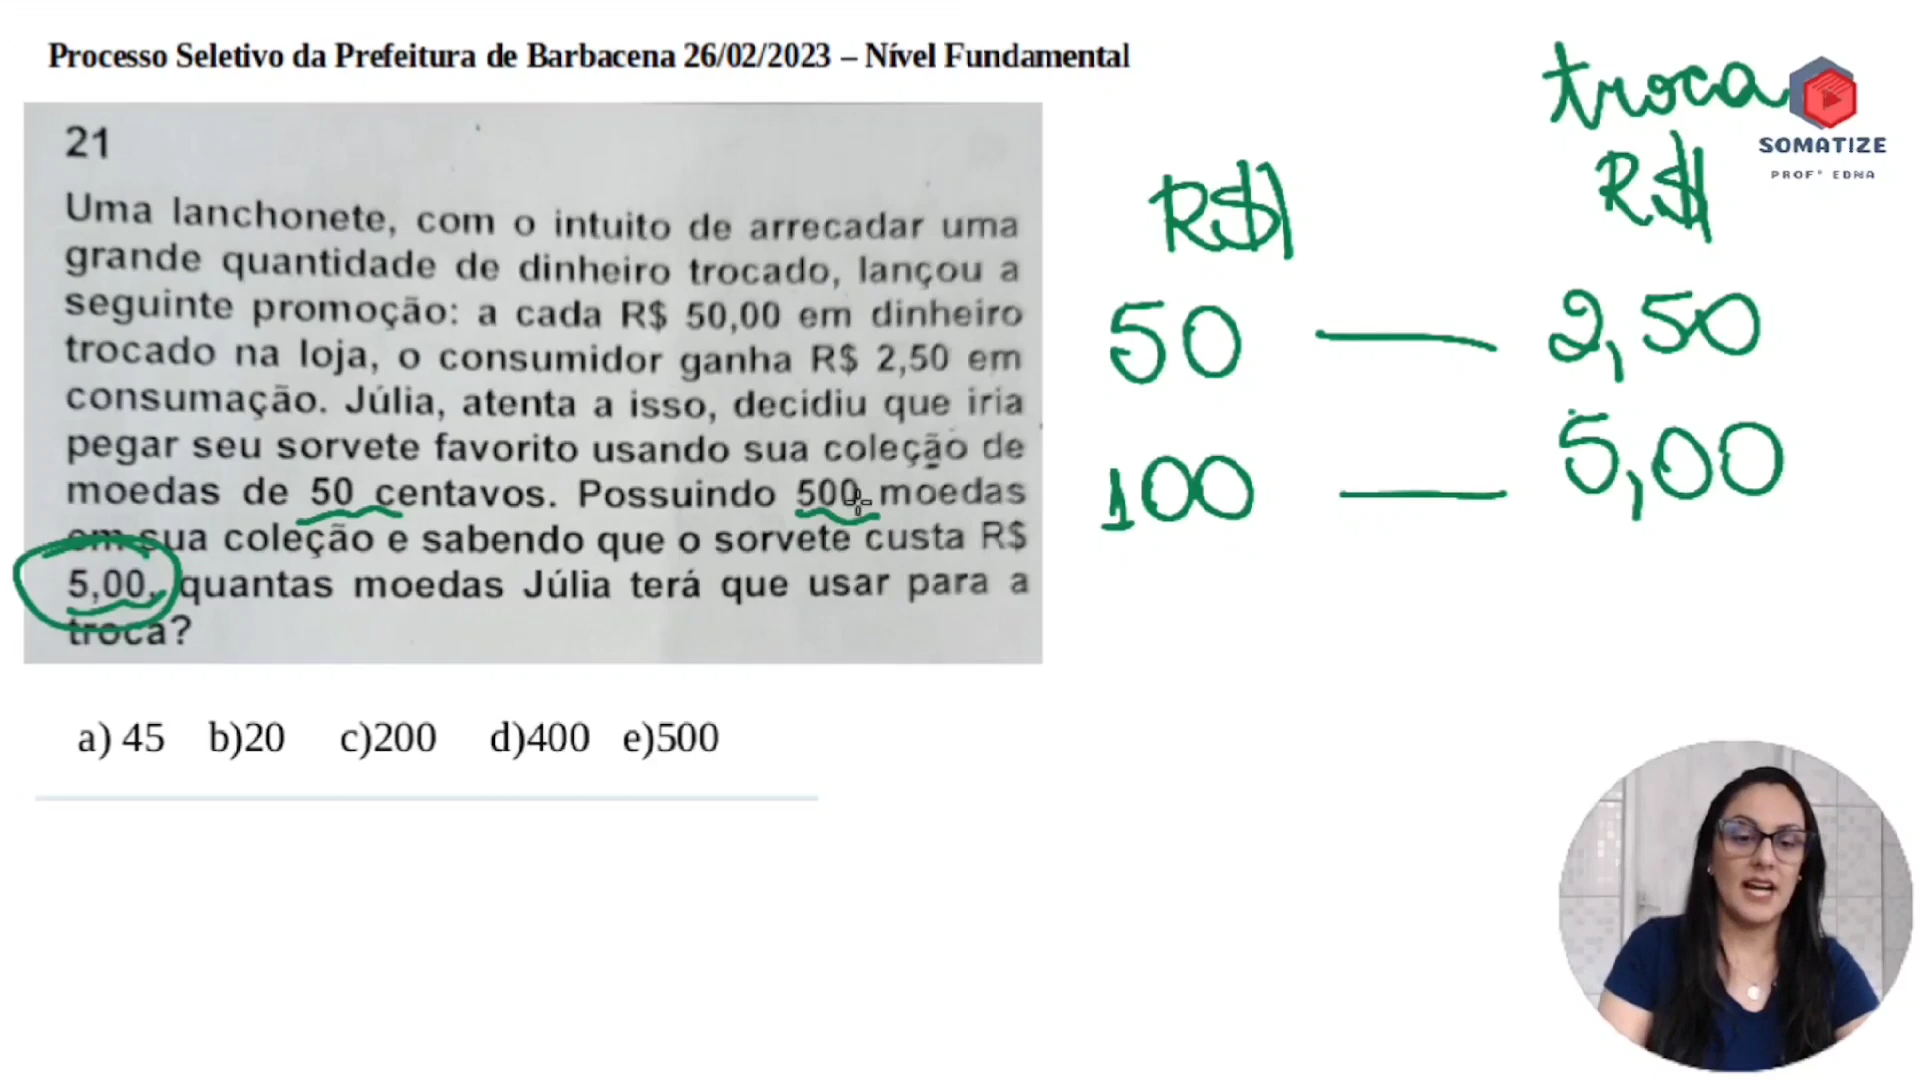 Processo Seletivo da Prefeitura de Barbacena 26/02/2023 – Nível Fundamental
21
Uma lanchonete, com o intuito de arrecadar uma
grande quantidade de dinheiro trocado, lançou a
seguinte promoção: a cada R$ 50,00 em dinheiro
trocado na loja, o consumidor ganha R$ 2,50 em
consumação. Júlia, atenta a isso, decidiu que iria
pegar seu sorvete favorito usando sua coleção de
moedas de 50 centavos. Possuindo 500 moedas
em sua coleção e sabendo que o sorvete custa R$
5,00, quantas moedas Júlia terá que usar para a
troca?
a) 45 b)20 c)200 d)400 e)500
troca
R$ R$
50 — 2,50
100 — 5,00
SOMATIZE
PROFª EDNA